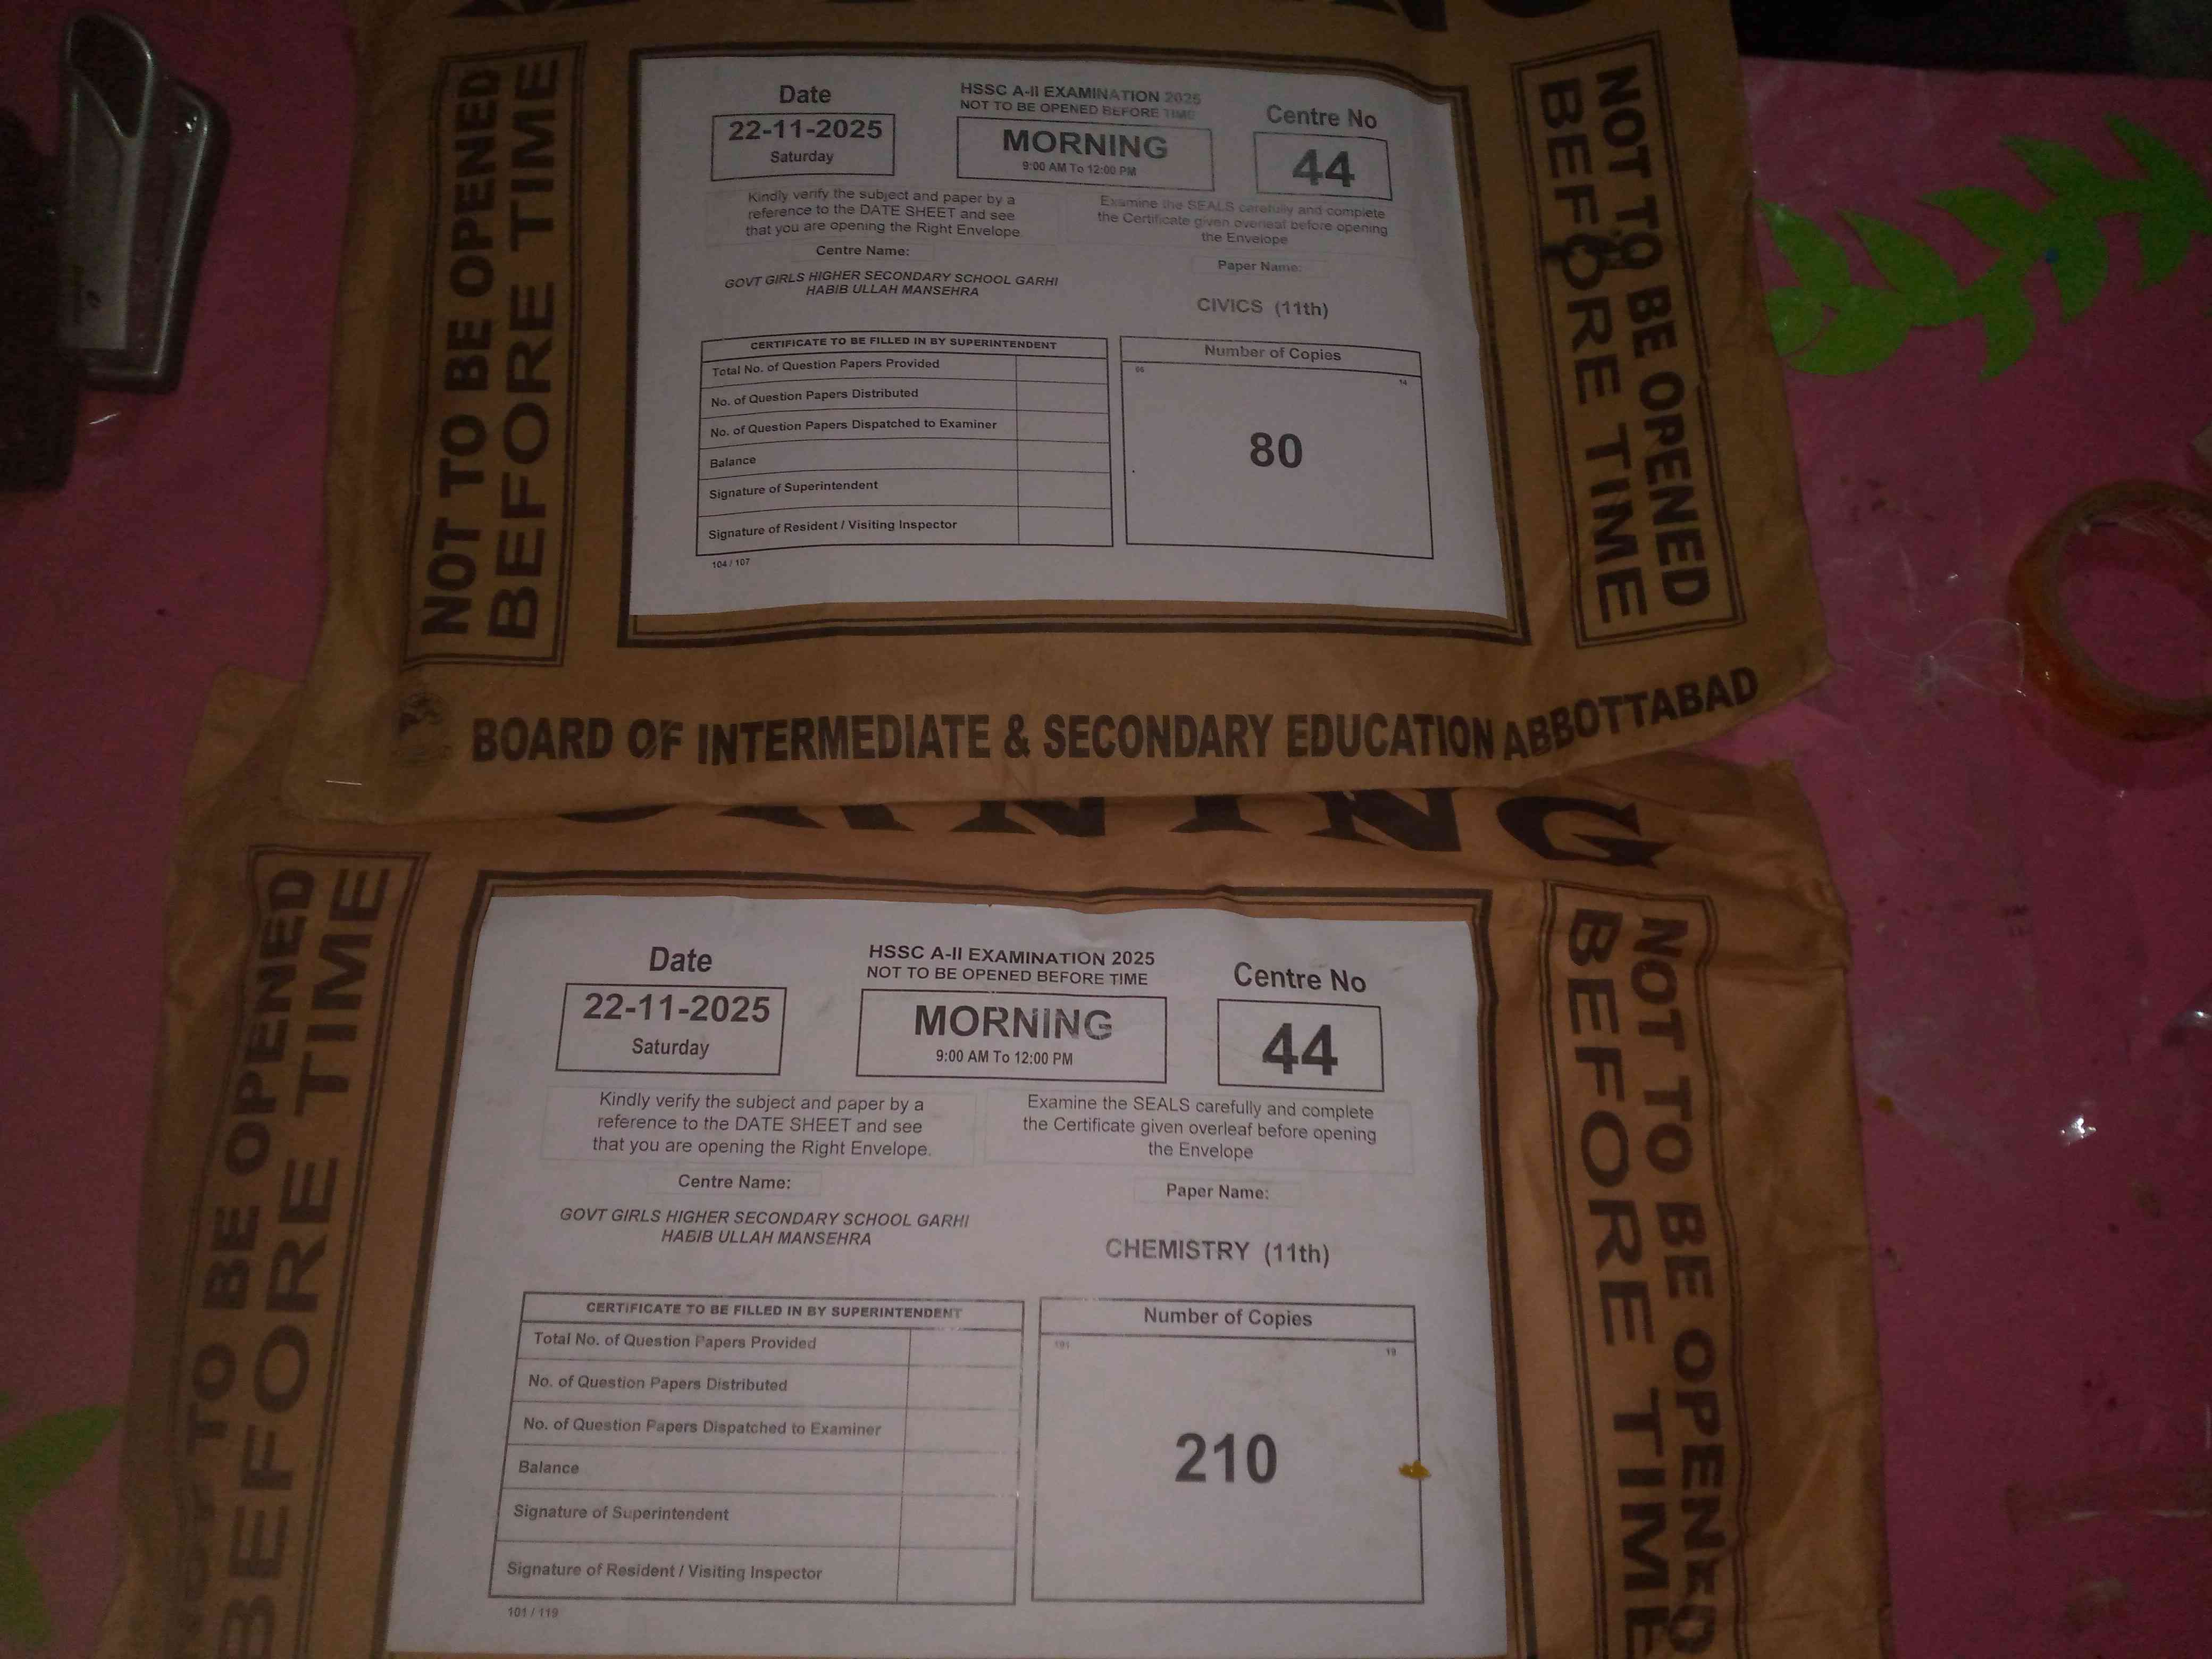 NOT TO BE OPENED
BEFORE TIME
Date
22-11-2025
Saturday
HSSC A-II EXAMINATION 2025
NOT TO BE OPENED BEFORE TIME
MORNING
9:00 AM To 12:00 PM
Centre No
44
Kindly verify the subject and paper by a
reference to the DATE SHEET and see
that you are opening the Right Envelope.
Examine the SEALS carefully and complete
the Certificate given overleaf before opening
the Envelope
Centre Name:
GOVT GIRLS HIGHER SECONDARY SCHOOL GARHI
HABIB ULLAH MANSEHRA
Paper Name:
CIVICS (11th)
CERTIFICATE TO BE FILLED IN BY SUPERINTENDENT
Total No. of Question Papers Provided
No. of Question Papers Distributed
No. of Question Papers Dispatched to Examiner
Balance
Signature of Superintendent
Signature of Resident / Visiting Inspector
104 / 107
Number of Copies
66
14
80
NOT TO BE OPENED
BEFORE TIME
BOARD OF INTERMEDIATE & SECONDARY EDUCATION ABBOTTABAD
NOT TO BE OPENED
BEFORE TIME
Date
22-11-2025
Saturday
HSSC A-II EXAMINATION 2025
NOT TO BE OPENED BEFORE TIME
MORNING
9:00 AM To 12:00 PM
Centre No
44
Kindly verify the subject and paper by a
reference to the DATE SHEET and see
that you are opening the Right Envelope.
Examine the SEALS carefully and complete
the Certificate given overleaf before opening
the Envelope
Centre Name:
GOVT GIRLS HIGHER SECONDARY SCHOOL GARHI
HABIB ULLAH MANSEHRA
Paper Name:
CHEMISTRY (11th)
CERTIFICATE TO BE FILLED IN BY SUPERINTENDENT
Total No. of Question Papers Provided
No. of Question Papers Distributed
No. of Question Papers Dispatched to Examiner
Balance
Signature of Superintendent
Signature of Resident / Visiting Inspector
101 / 119
Number of Copies
191
19
210
NOT TO BE OPENED
BEFORE TIME